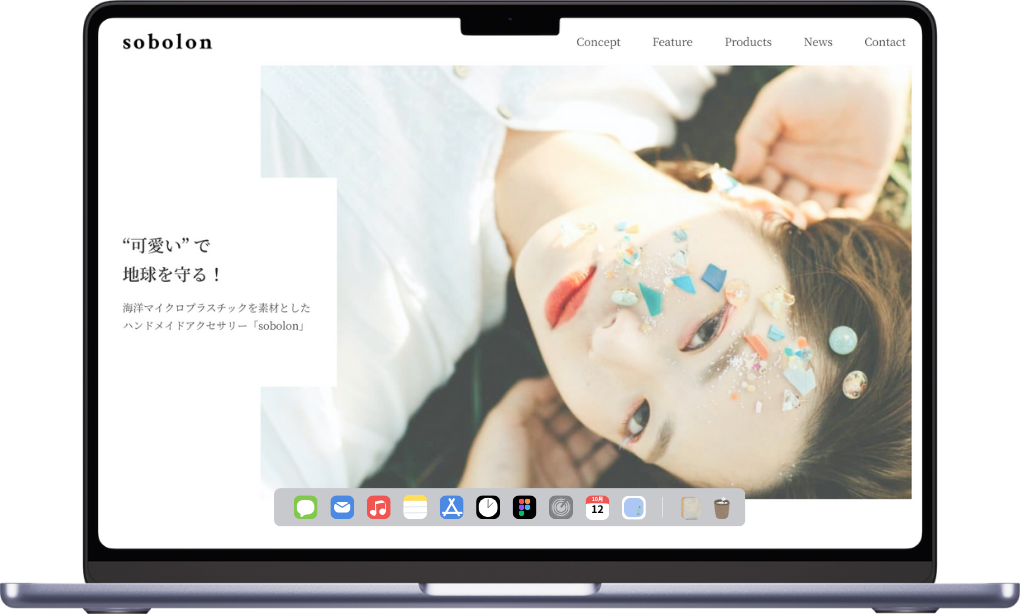 sobolon
Concept Feature Products News Contact
“可愛い” で
地球を守る！
海洋マイクロプラスチックを素材とした
ハンドメイドアクセサリー「sobolon」
10月
12